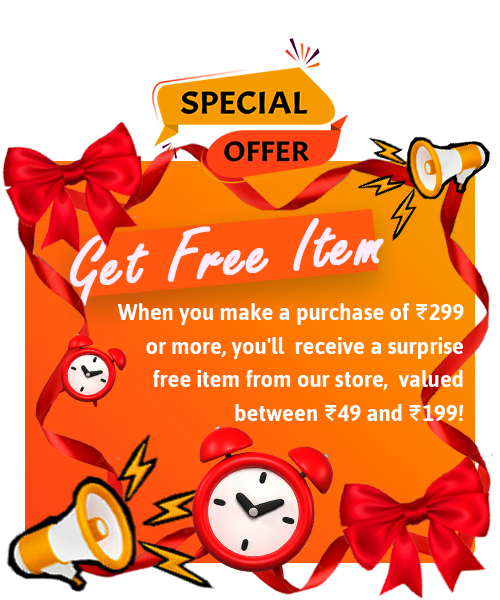 SPECIAL
OFFER
Get Free Item
When you make a purchase of ₹299
or more, you'll receive a surprise
free item from our store, valued
between ₹49 and ₹199!